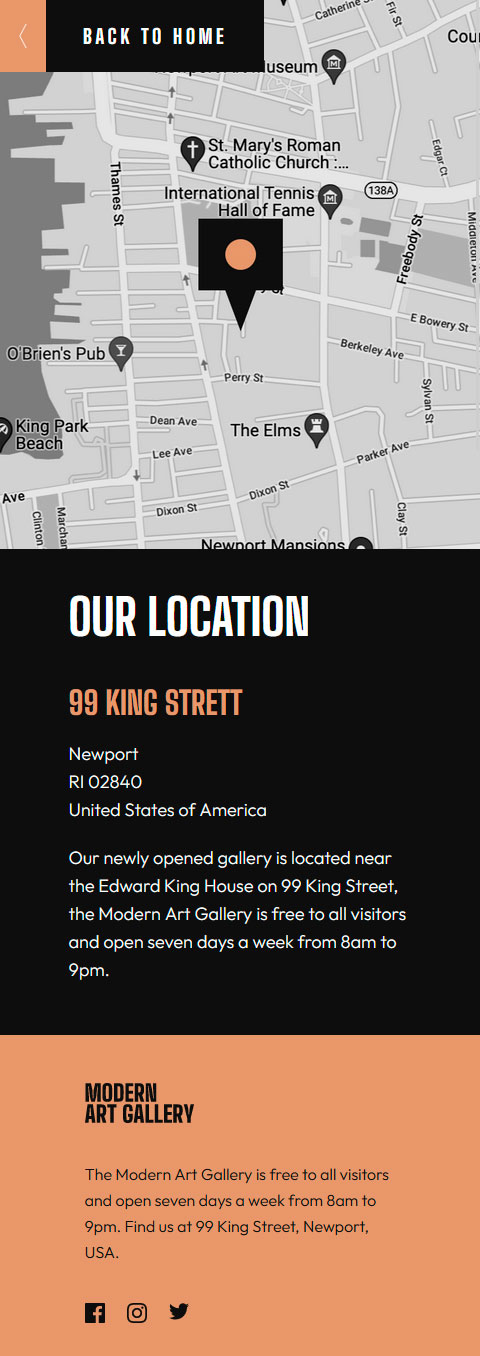 BACK TO HOME
Catherine St
Fir St
Cou
Museum
St. Mary's Roman
Catholic Church :...
Edgar Ct
International Tennis
Hall of Fame
138A
Thames St
Freebody St
Middleton Ave
E Bowery St
O'Brien's Pub
Berkeley Ave
Perry St
Sylvan St
King Park
Beach
Dean Ave
The Elms
Lee Ave
Parker Ave
Ave
Dixon St
Dixon St
Clinton
Marchan
Clay St
Newport Mansions
OUR LOCATION
99 KING STRETT
Newport
RI 02840
United States of America
Our newly opened gallery is located near
the Edward King House on 99 King Street,
the Modern Art Gallery is free to all visitors
and open seven days a week from 8am to
9pm.
MODERN
ART GALLERY
The Modern Art Gallery is free to all visitors
and open seven days a week from 8am to
9pm. Find us at 99 King Street, Newport,
USA.